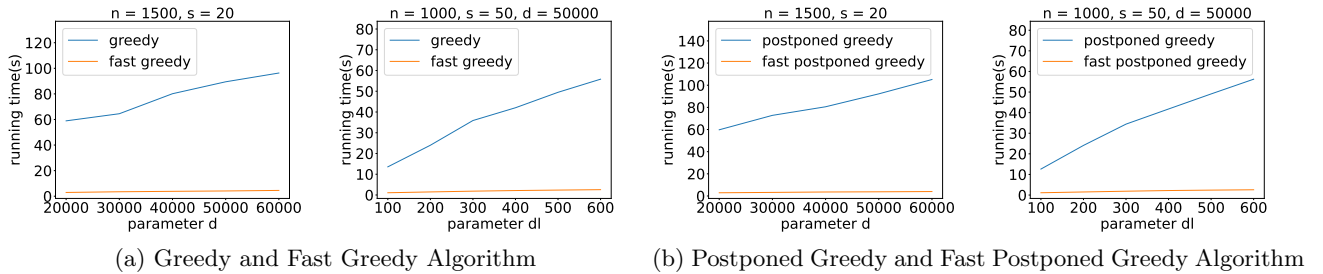 n = 1500, s = 20
running time(s)
120
100
80
60
40
20
0
greedy
fast greedy
20000 30000 40000 50000 60000
parameter d
n = 1000, s = 50, d = 50000
running time(s)
80
70
60
50
40
30
20
10
0
greedy
fast greedy
100 200 300 400 500 600
parameter dl
(a) Greedy and Fast Greedy Algorithm
n = 1500, s = 20
running time(s)
140
120
100
80
60
40
20
0
postponed greedy
fast postponed greedy
20000 30000 40000 50000 60000
parameter d
n = 1000, s = 50, d = 50000
running time(s)
80
70
60
50
40
30
20
10
0
postponed greedy
fast postponed greedy
100 200 300 400 500 600
parameter dl
(b) Postponed Greedy and Fast Postponed Greedy Algorithm